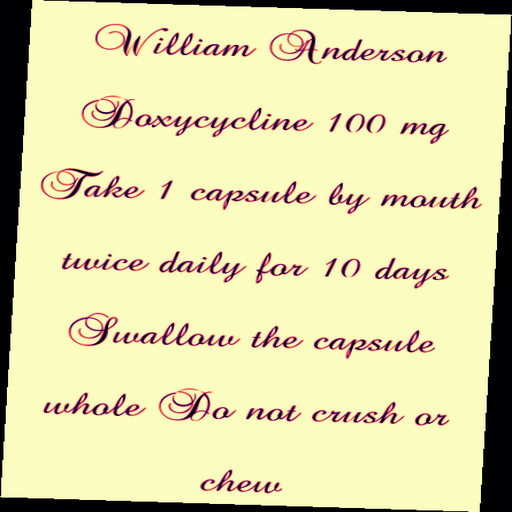 William Anderson
Doxycycline 100 mg
Take 1 capsule by mouth
twice daily for 10 days
Swallow the capsule
whole Do not crush or
chew